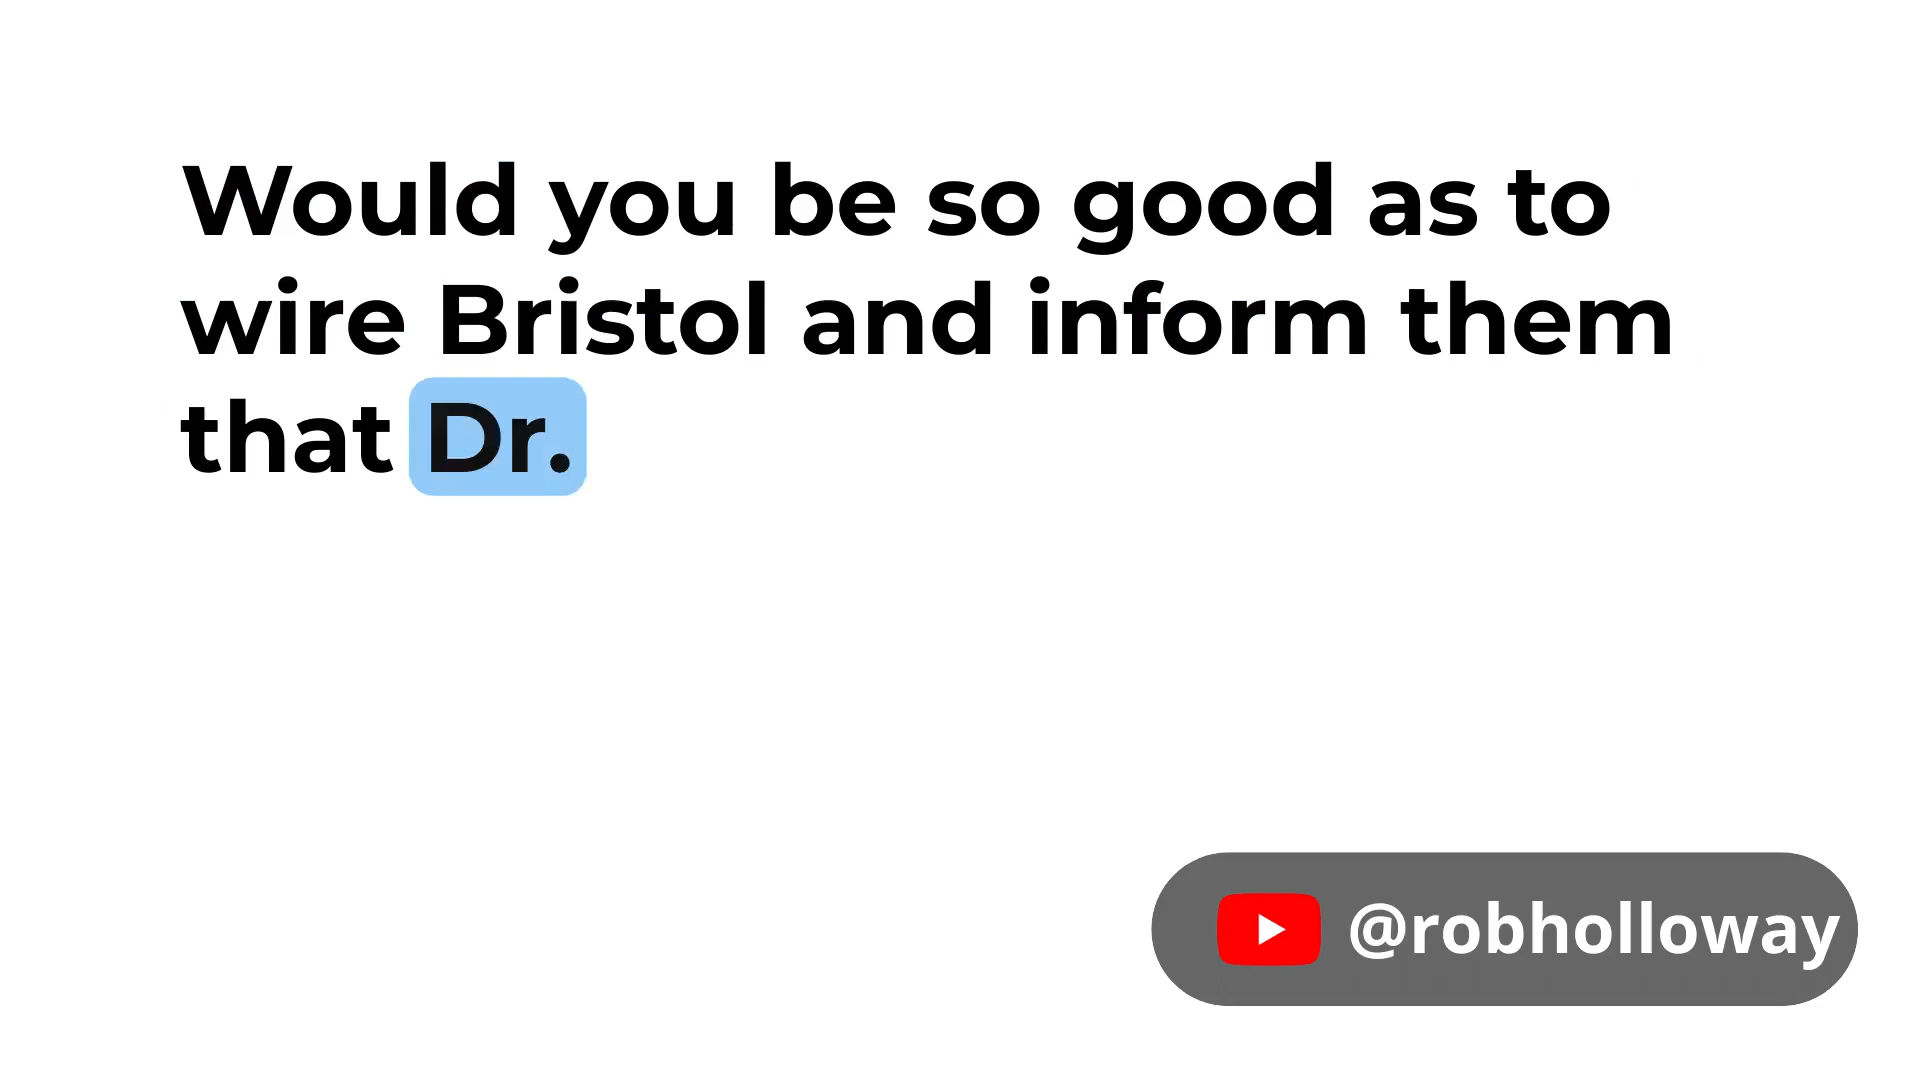 Would you be so good as to
wire Bristol and inform them
that Dr.
@robholloway